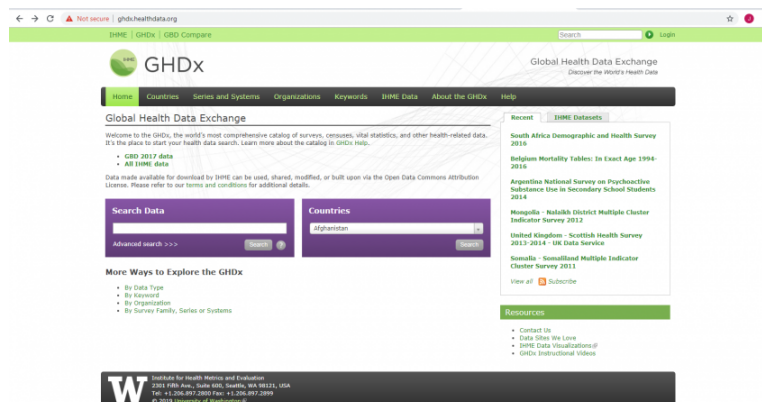 Not secure | ghdx.healthdata.org
IHME | GHDx | GBD Compare
Search
Login
IHME
GHDx
Global Health Data Exchange
Discover the World's Health Data
Home Countries Series and Systems Organizations Keywords IHME Data About the GHDx Help
Global Health Data Exchange
Welcome to the GHDx, the world's most comprehensive catalog of surveys, censuses, vital statistics, and other health-related data.
It's the place to start your health data search. Learn more about the catalog in GHDx Help.
• GBD 2017 data
• All IHME data
Data made available for download by IHME can be used, shared, modified, or built upon via the Open Data Commons Attribution
License. Please refer to our terms and conditions for additional details.
Search Data
Advanced search >>>
Search
?
Countries
Afghanistan
Search
More Ways to Explore the GHDx
• By Data Type
• By Keyword
• By Organization
• By Survey Family, Series or Systems
Recent IHME Datasets
South Africa Demographic and Health Survey
2016
Belgium Mortality Tables: In Exact Age 1994-
2016
Argentina National Survey on Psychoactive
Substance Use in Secondary School Students
2014
Mongolia - Nalaikh District Multiple Cluster
Indicator Survey 2012
United Kingdom - Scottish Health Survey
2013-2014 - UK Data Service
Somalia - Somaliland Multiple Indicator
Cluster Survey 2011
View all Subscribe
Resources
• Contact Us
• Data Sites We Love
• IHME Data Visualizations
• GHDx Instructional Videos
W
Institute for Health Metrics and Evaluation
2301 Fifth Ave., Suite 600, Seattle, WA 98121, USA
Tel: +1.206.897.2800 Fax: +1.206.897.2899
© 2019 University of Washington